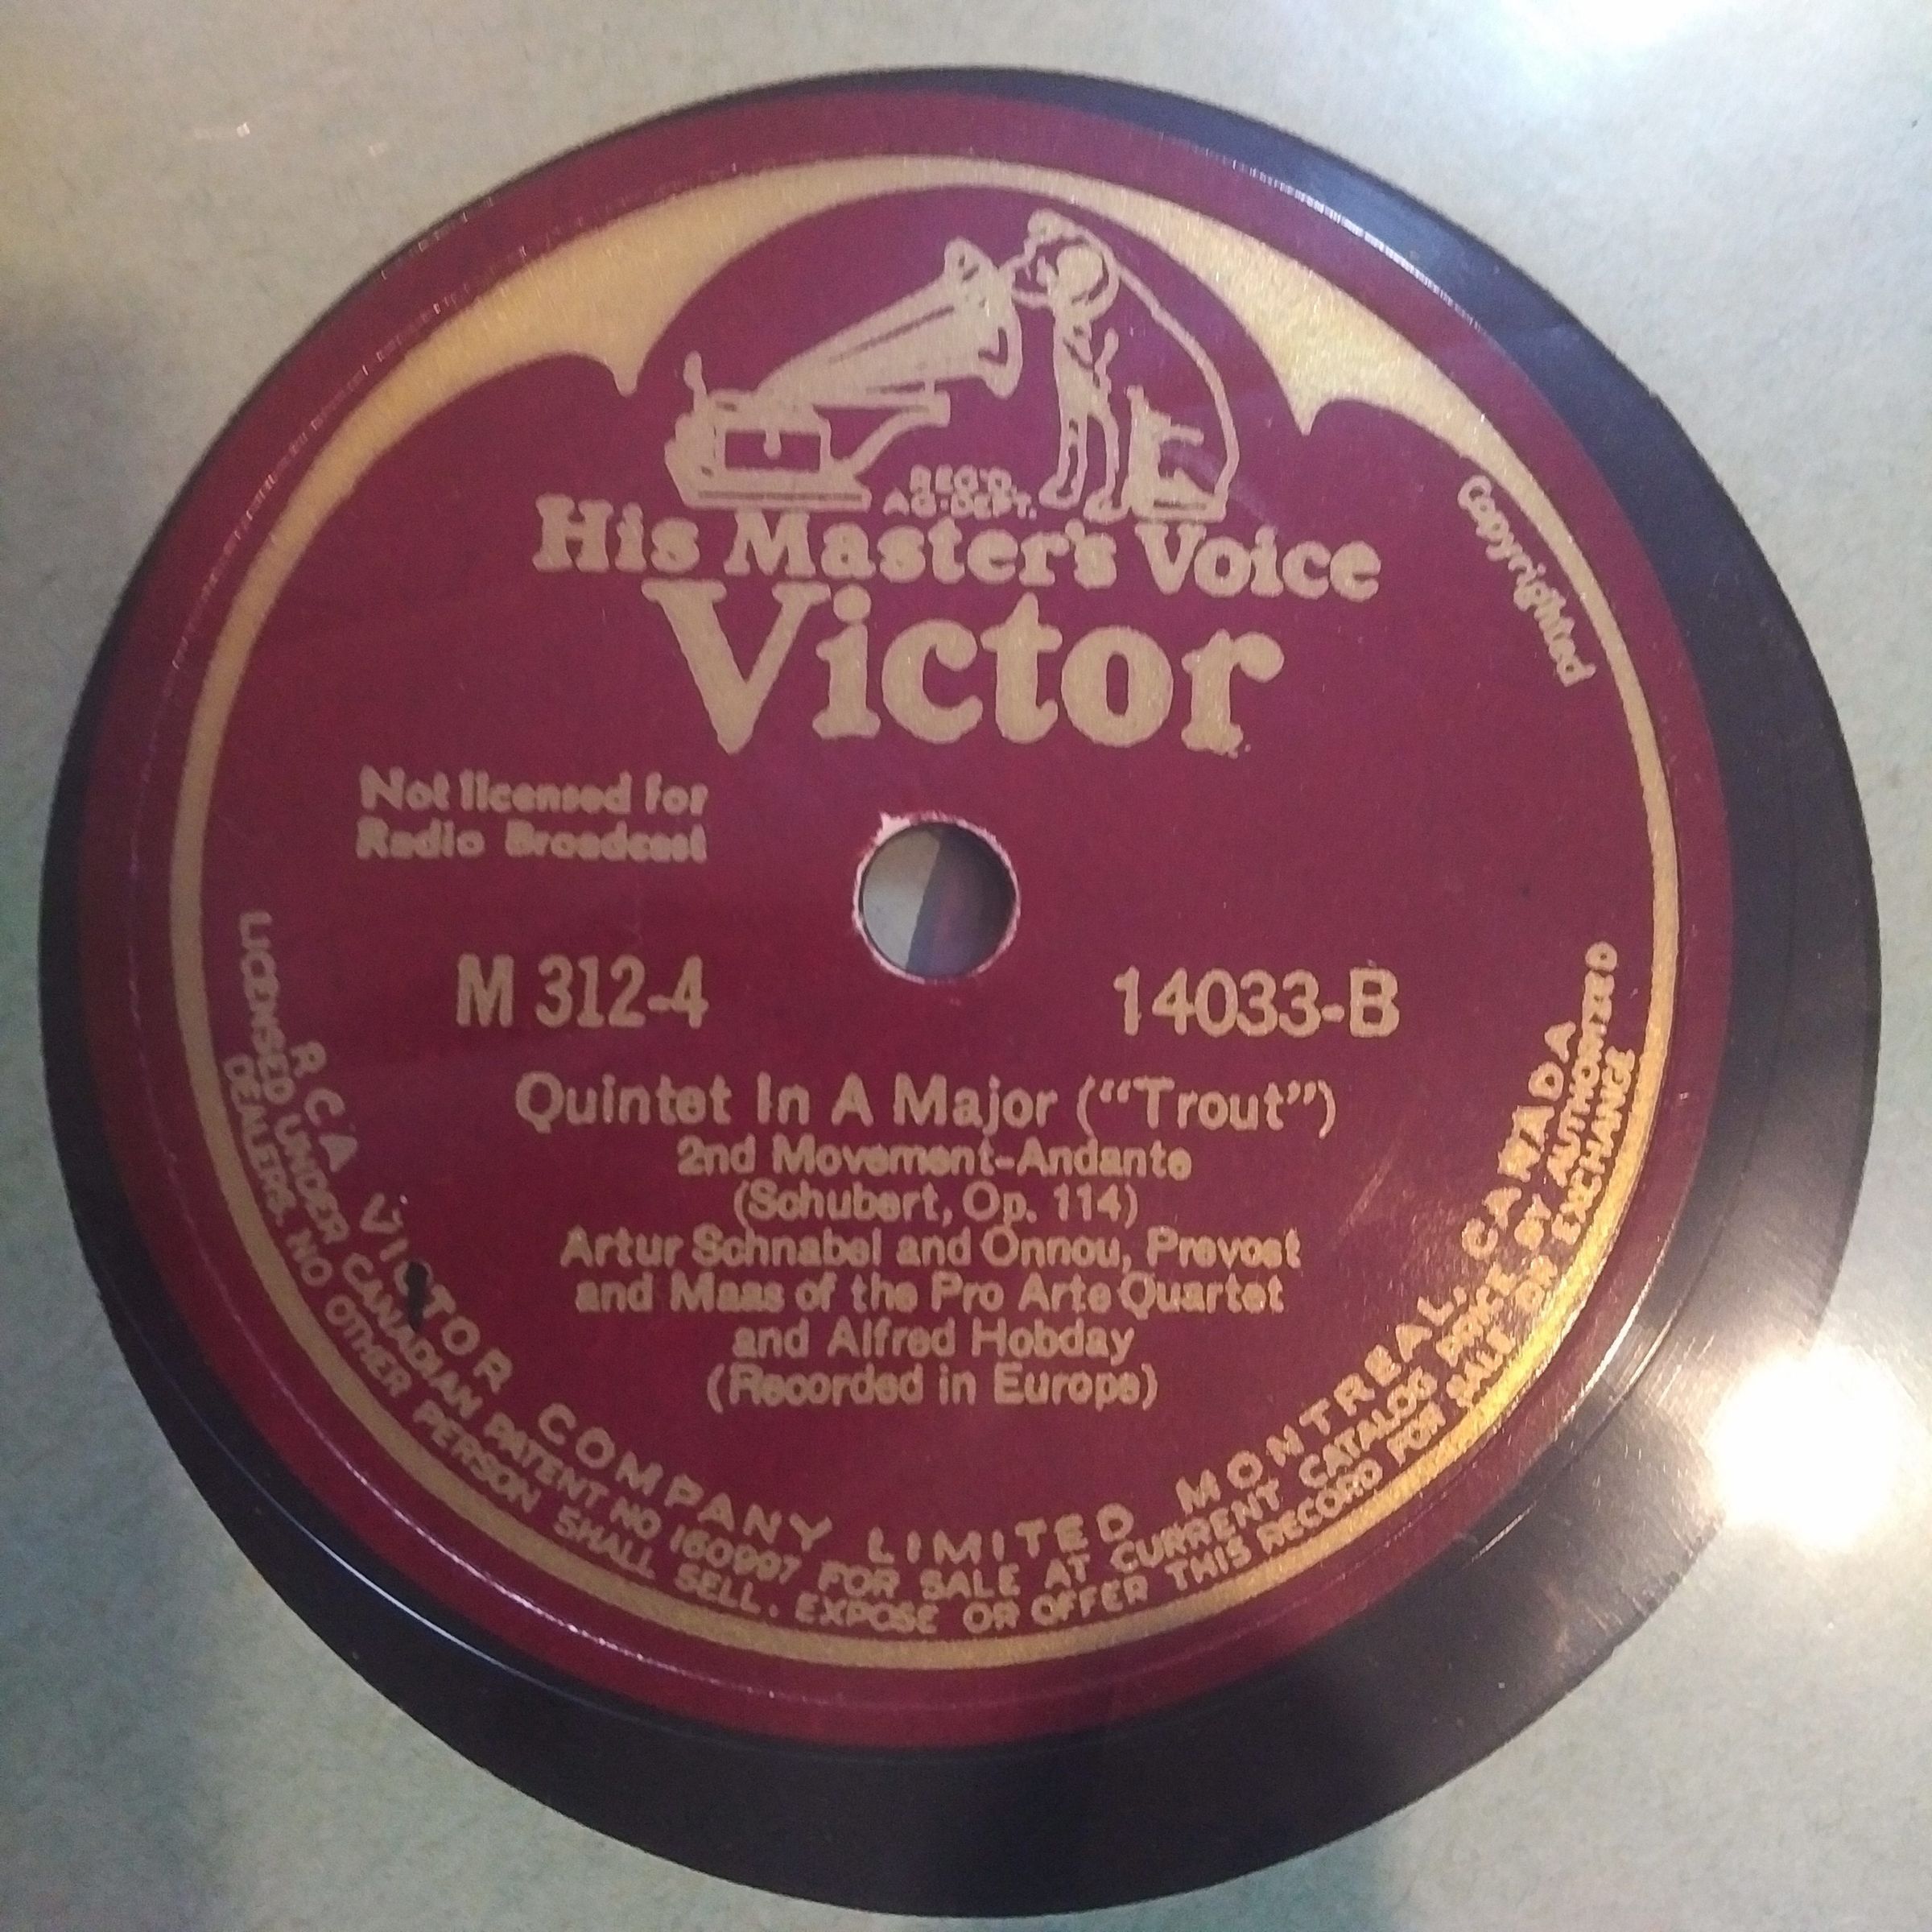 REG'D.
AG-DEPT.
His Master's Voice
Victor
Copyrighted
Not licensed for
Radio Broadcast
M 312-4
14033-B
Quintet In A Major ("Trout")
2nd Movement-Andante
(Schubert, Op. 114)
Artur Schnabel and Onnou, Prevost
and Maas of the Pro Arte Quartet
and Alfred Hobday
(Recorded in Europe)
RCA VICTOR COMPANY LIMITED MONTREAL, CANADA
LICENSED UNDER CANADIAN PATENT NO 160997 FOR SALE AT CURRENT CATALOG PRICE BY AUTHORIZED
DEALERS. NO OTHER PERSON SHALL SELL, EXPOSE OR OFFER THIS RECORD FOR SALE OR EXCHANGE